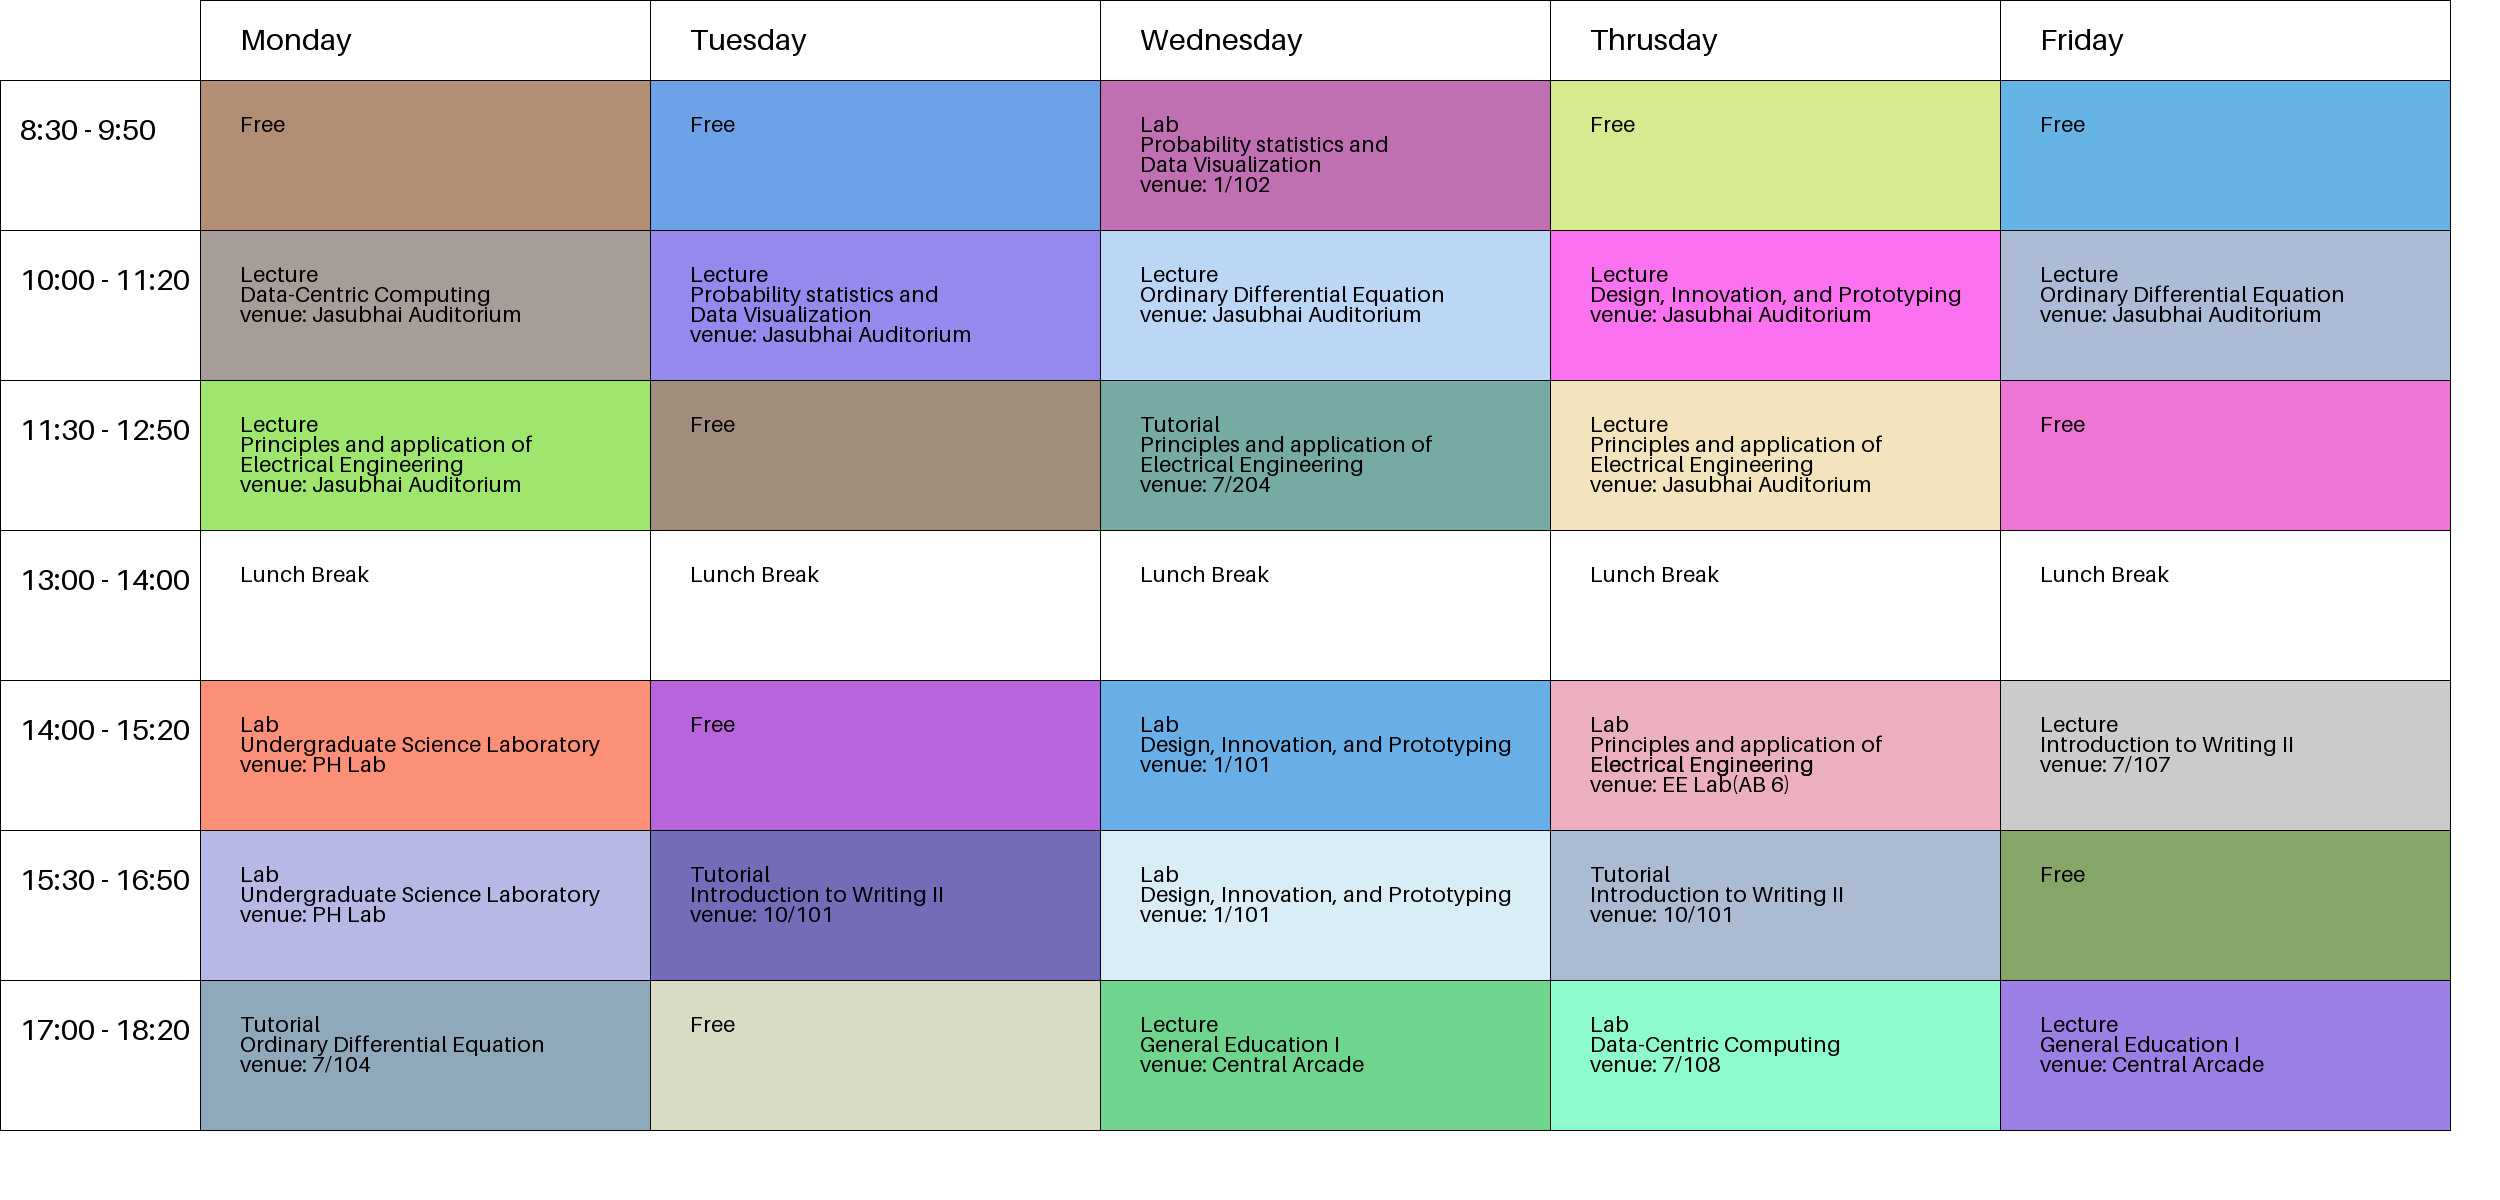 Monday
Tuesday
Wednesday
Thrusday
Friday
8:30 - 9:50
Free
Free
Lab
Probability statistics and
Data Visualization
venue: 1/102
Free
Free
10:00 - 11:20
Lecture
Data-Centric Computing
venue: Jasubhai Auditorium
Lecture
Probability statistics and
Data Visualization
venue: Jasubhai Auditorium
Lecture
Ordinary Differential Equation
venue: Jasubhai Auditorium
Lecture
Design, Innovation, and Prototyping
venue: Jasubhai Auditorium
Lecture
Ordinary Differential Equation
venue: Jasubhai Auditorium
11:30 - 12:50
Lecture
Principles and application of
Electrical Engineering
venue: Jasubhai Auditorium
Free
Tutorial
Principles and application of
Electrical Engineering
venue: 7/204
Lecture
Principles and application of
Electrical Engineering
venue: Jasubhai Auditorium
Free
13:00 - 14:00
Lunch Break
Lunch Break
Lunch Break
Lunch Break
Lunch Break
14:00 - 15:20
Lab
Undergraduate Science Laboratory
venue: PH Lab
Free
Lab
Design, Innovation, and Prototyping
venue: 1/101
Lab
Principles and application of
Electrical Engineering
venue: EE Lab(AB 6)
Lecture
Introduction to Writing II
venue: 7/107
15:30 - 16:50
Lab
Undergraduate Science Laboratory
venue: PH Lab
Tutorial
Introduction to Writing II
venue: 10/101
Lab
Design, Innovation, and Prototyping
venue: 1/101
Tutorial
Introduction to Writing II
venue: 10/101
Free
17:00 - 18:20
Tutorial
Ordinary Differential Equation
venue: 7/104
Free
Lecture
General Education I
venue: Central Arcade
Lab
Data-Centric Computing
venue: 7/108
Lecture
General Education I
venue: Central Arcade